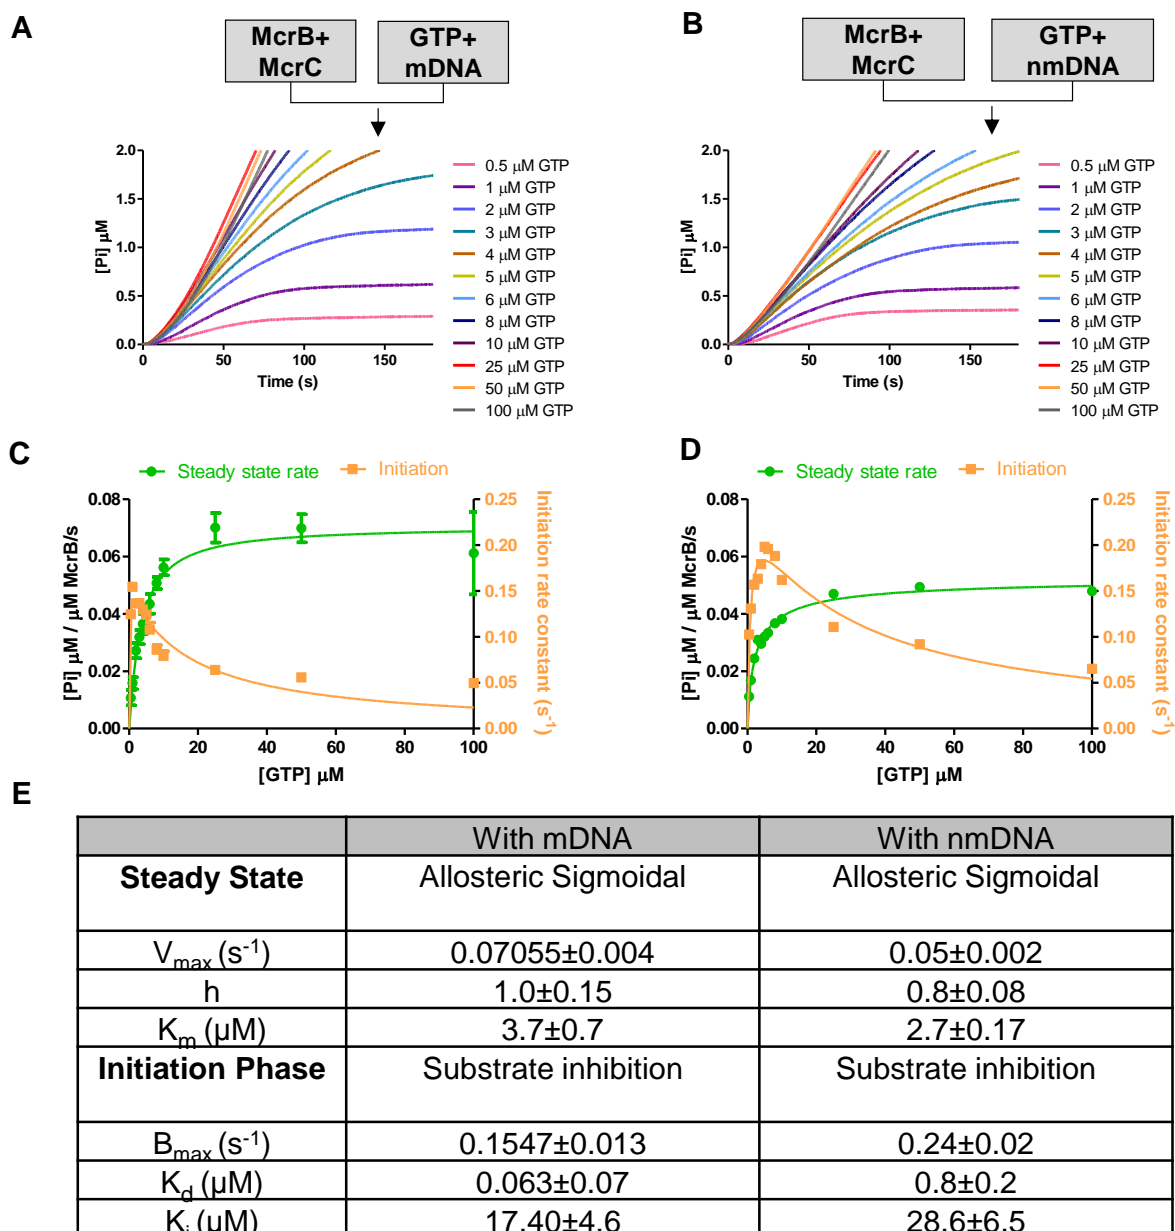 A
McrB+
McrC
GTP+
mDNA
2.0
1.5
1.0
0.5
0.0
[Pi] μM
0
50
100
150
Time (s)
0.5 μM GTP
1 μM GTP
2 μM GTP
3 μM GTP
4 μM GTP
5 μM GTP
6 μM GTP
8 μM GTP
10 μM GTP
25 μM GTP
50 μM GTP
100 μM GTP
B
McrB+
McrC
GTP+
nmDNA
2.0
1.5
1.0
0.5
0.0
[Pi] μM
0
50
100
150
Time (s)
0.5 μM GTP
1 μM GTP
2 μM GTP
3 μM GTP
4 μM GTP
5 μM GTP
6 μM GTP
8 μM GTP
10 μM GTP
25 μM GTP
50 μM GTP
100 μM GTP
C
Steady state rate
Initiation
0.08
0.06
0.04
0.02
0.00
[Pi] μM / μM McrB/s
0.25
0.20
0.15
0.10
0.05
0.00
Initiation rate constant (s-1)
0
20
40
60
80
100
[GTP] μM
D
Steady state rate
Initiation
0.08
0.06
0.04
0.02
0.00
[Pi] μM / μM McrB/s
0.25
0.20
0.15
0.10
0.05
0.00
Initiation rate constant (s-1)
0
20
40
60
80
100
[GTP] μM
E
With mDNA With nmDNA
Steady State Allosteric Sigmoidal Allosteric Sigmoidal
Vmax (s-1) 0.07055±0.004 0.05±0.002
h 1.0±0.15 0.8±0.08
Km (μM) 3.7±0.7 2.7±0.17
Initiation Phase Substrate inhibition Substrate inhibition
Bmax (s-1) 0.1547±0.013 0.24±0.02
Kd (μM) 0.063±0.07 0.8±0.2
Ki (μM) 17.40±4.6 28.6±6.5